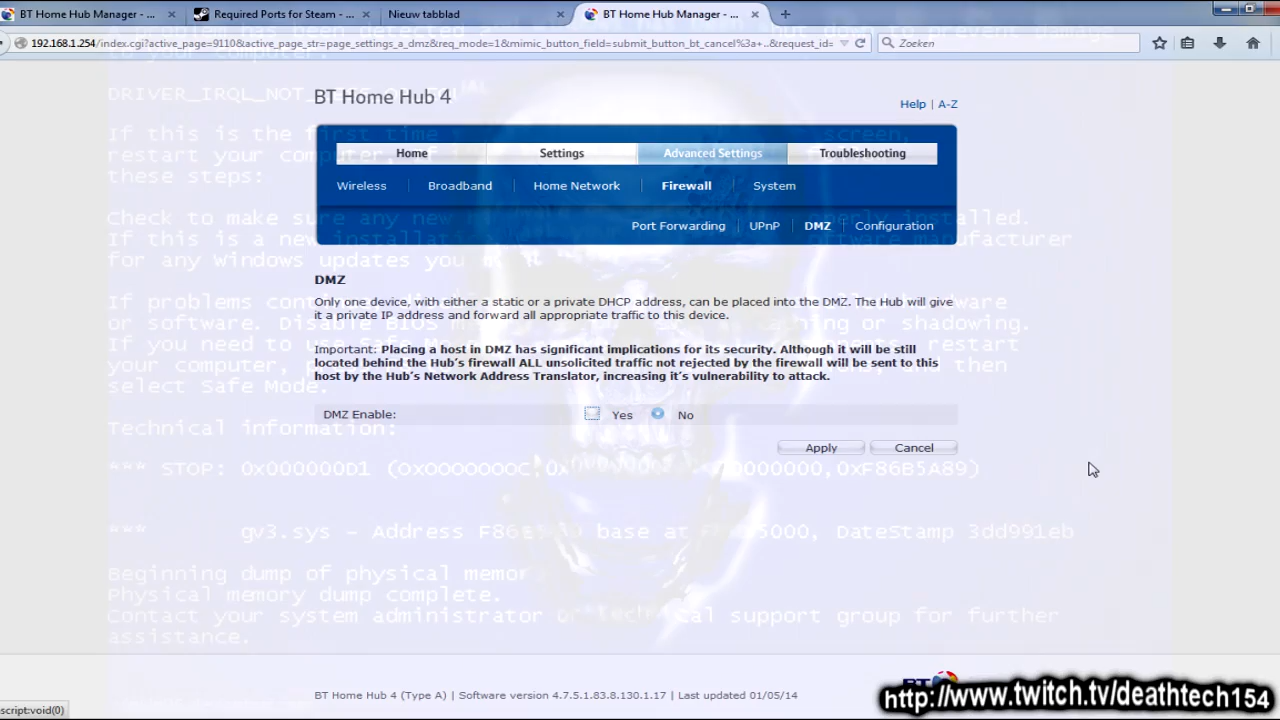 BT Home Hub Manager - ...
Required Ports for Steam - ...
Nieuw tabblad
BT Home Hub Manager - ...
192.168.1.254/index.cgi?active_page=9110&active_page_str=page_settings_a_dmz&req_mode=1&mimic_button_field=submit_button_bt_cancel%3a+..&request_id=
Zoeken
BT Home Hub 4
Help | A-Z
DRIVER_IRQL_NOT
If this is the first time
screen,
restart your computer,
these steps:
Home
Settings
Advanced Settings
Troubleshooting
Wireless
Broadband
Home Network
Firewall
System
Port Forwarding
UPnP
DMZ
Configuration
Check to make sure any new
installed.
If this is a new installat
manufacturer
for any Windows updates you
DMZ
Only one device, with either a static or a private DHCP address, can be placed into the DMZ. The Hub will give
it a private IP address and forward all appropriate traffic to this device.
Important: Placing a host in DMZ has significant implications for its security. Although it will be still
located behind the Hub's firewall ALL unsolicited traffic not rejected by the firewall will be sent to this
host by the Hub's Network Address Translator, increasing it's vulnerability to attack.
If problems
or software. Disable BIOS
or shadowing.
If you need to use Safe Mode
restart
your computer,
and then
select Safe Mode.
DMZ Enable:
Yes
No
Apply
Cancel
Technical information:
*** STOP: 0x000000D1 (0x0000000C,
0xF86B5A89)
*** gv3.sys - Address
base at
DateStamp 3dd991eb
Beginning dump of physical memor
Physical memory dump complete.
Contact your system administrator or technical support group for further
assistance.
BT Home Hub 4 (Type A) | Software version 4.7.5.1.83.8.130.1.17 | Last updated 01/05/14
BT
script:void(0)
http://www.twitch.tv/deathtech154